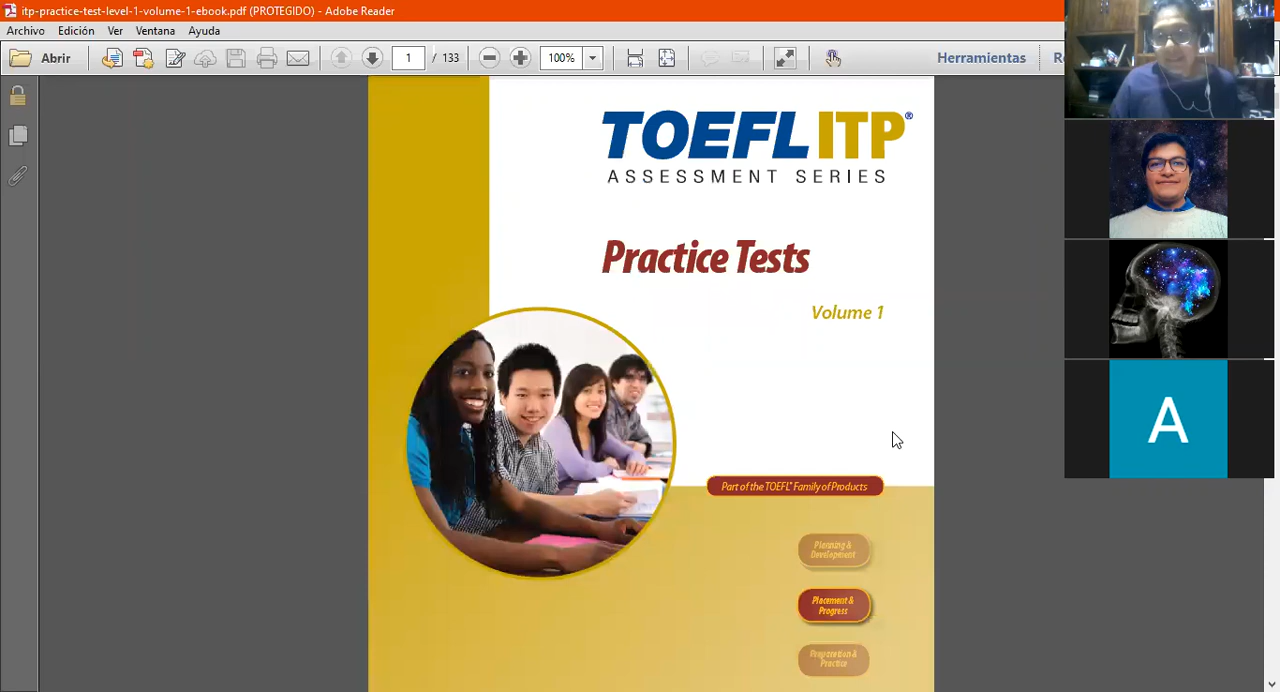 itp-practice-test-level-1-volume-1-ebook.pdf (PROTEGIDO) - Adobe Reader
Archivo Edición Ver Ventana Ayuda
Abrir 1 / 133 100% Herramientas
TOEFL ITP®
ASSESSMENT SERIES
Practice Tests
Volume 1
A
Part of the TOEFL® Family of Products
Planning &
Development
Placement &
Progress
Preparation &
Practice